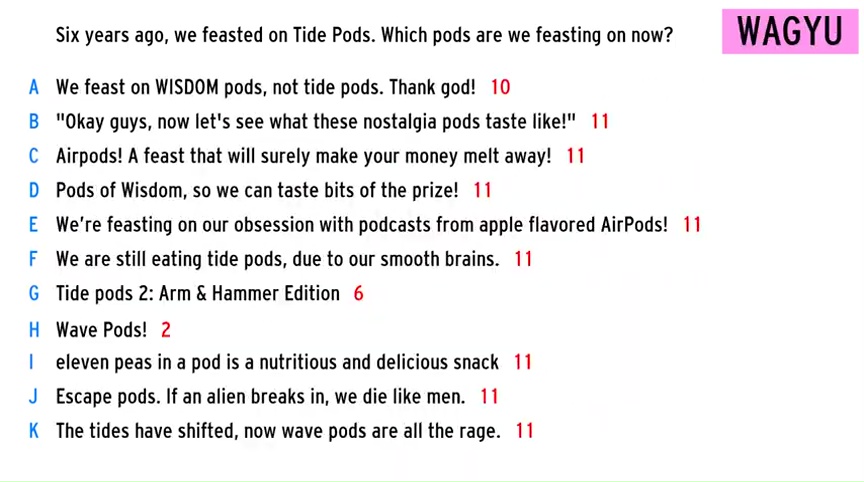 Six years ago, we feasted on Tide Pods. Which pods are we feasting on now?
WAGYU
A We feast on WISDOM pods, not tide pods. Thank god! 10
B "Okay guys, now let's see what these nostalgia pods taste like!" 11
C Airpods! A feast that will surely make your money melt away! 11
D Pods of Wisdom, so we can taste bits of the prize! 11
E We're feasting on our obsession with podcasts from apple flavored AirPods! 11
F We are still eating tide pods, due to our smooth brains. 11
G Tide pods 2: Arm & Hammer Edition 6
H Wave Pods! 2
I eleven peas in a pod is a nutritious and delicious snack 11
J Escape pods. If an alien breaks in, we die like men. 11
K The tides have shifted, now wave pods are all the rage. 11